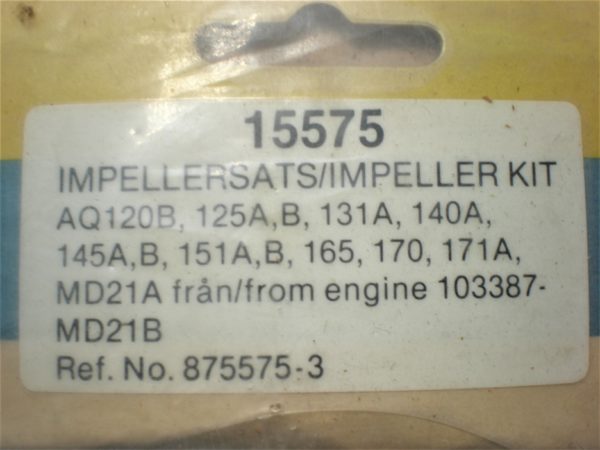 15575
IMPELLERSATS/IMPELLER KIT
AQ120B, 125A,B, 131A, 140A,
145A,B, 151A,B, 165, 170, 171A,
MD21A från/from engine 103387-
MD21B
Ref. No. 875575-3